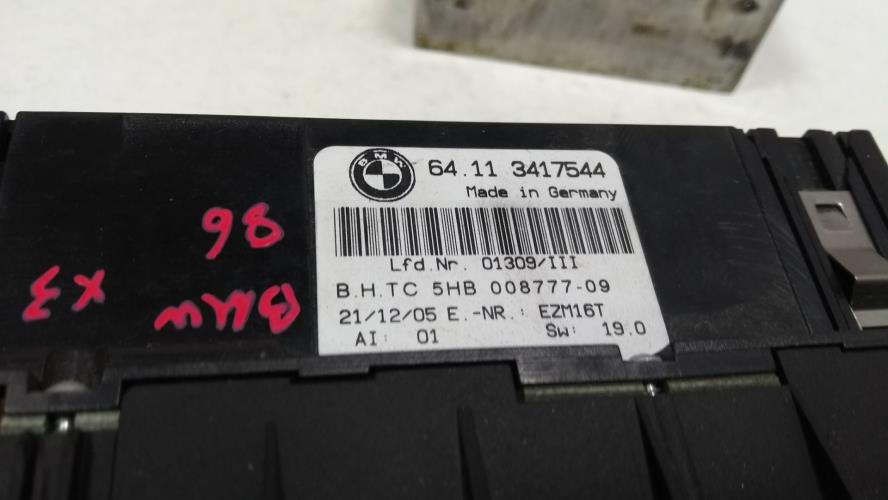 BMW
64.11 3417544
Made in Germany
Lfd.Nr. 01309/III
B.H.TC 5HB 008777-09
21/12/05 E.-NR.: EZM16T
AI: 01 SW: 19.0
BMW X3
86